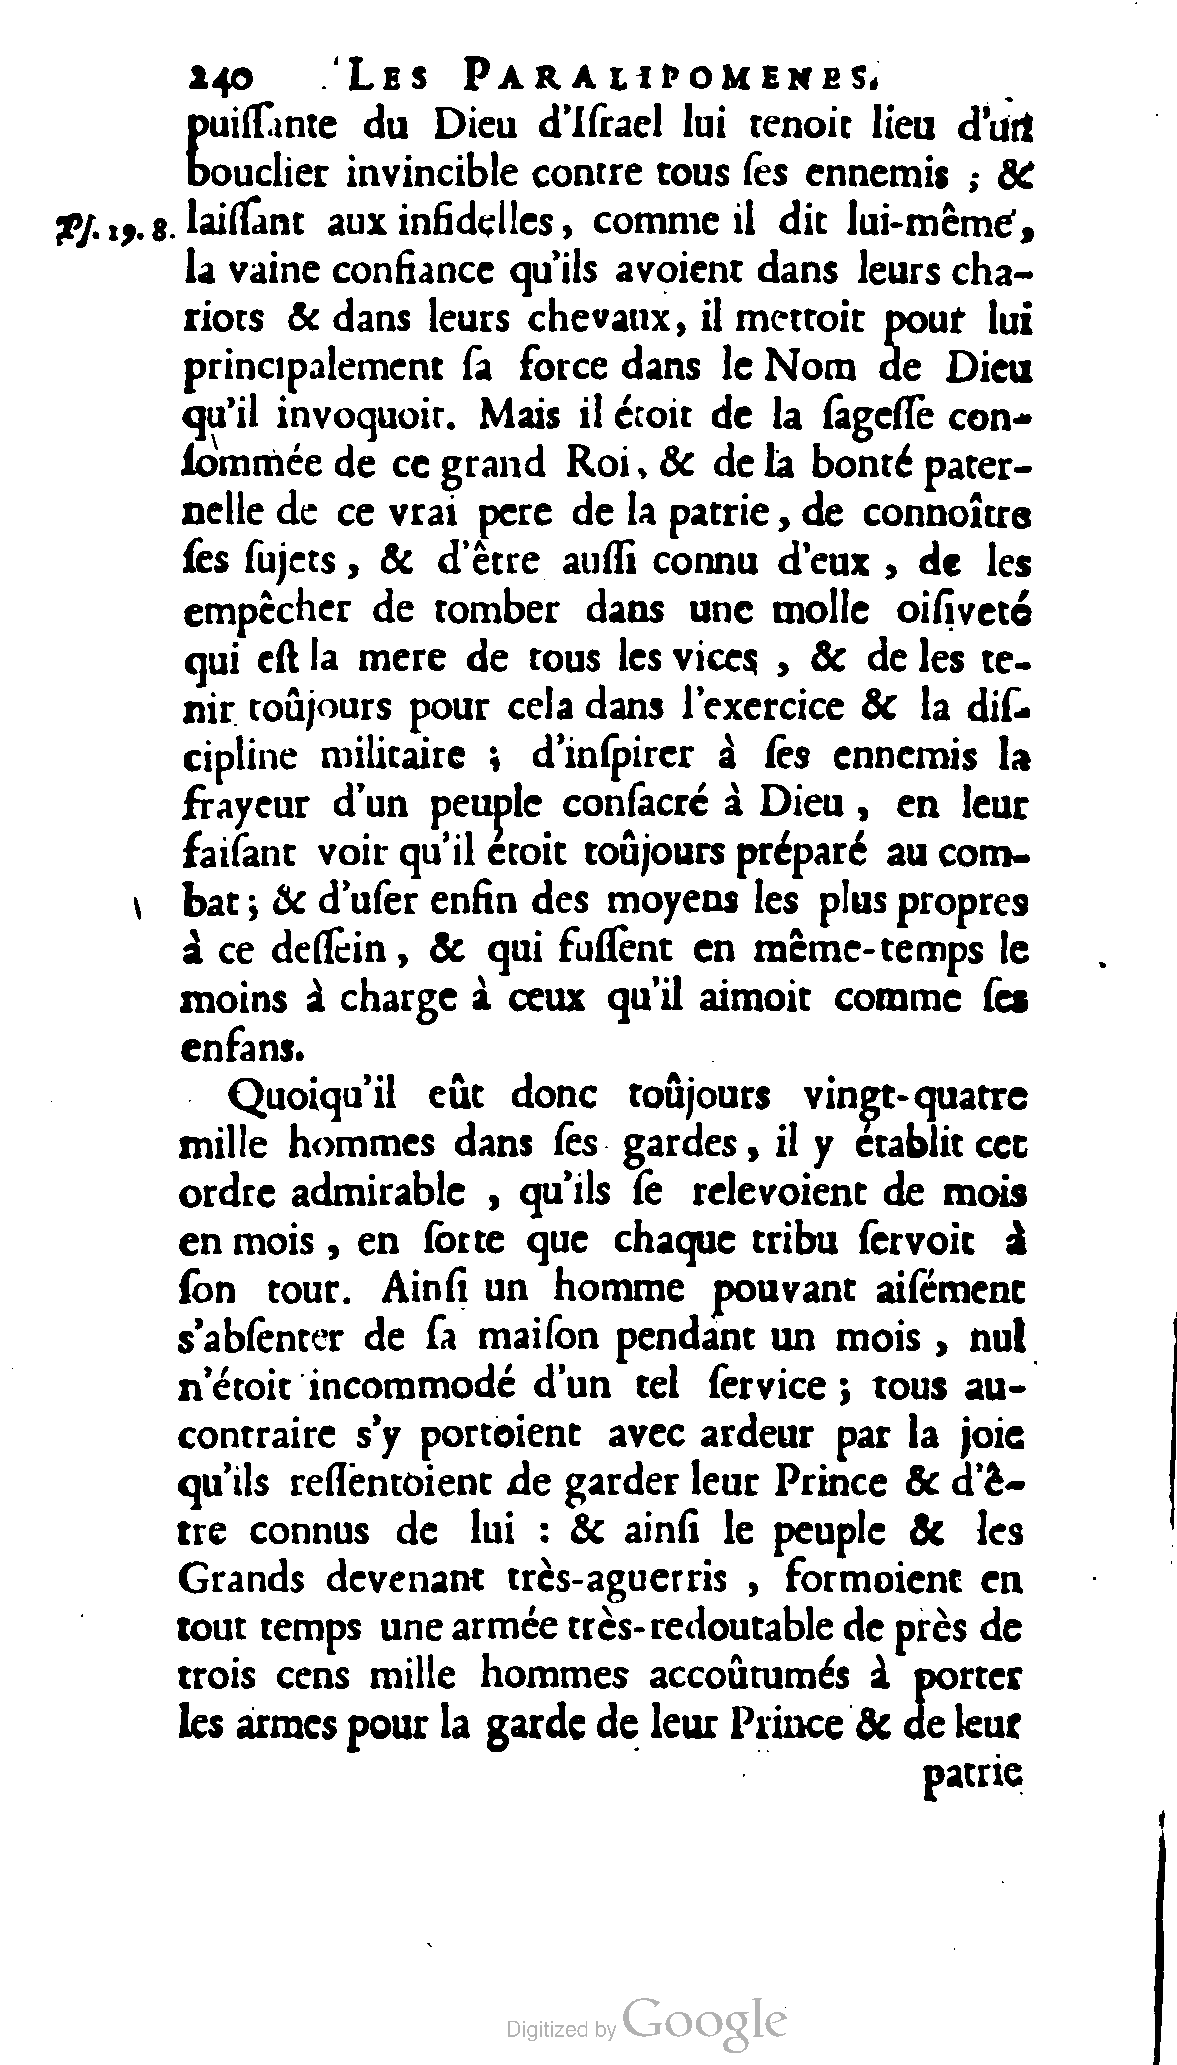 240 LES PARALIPOMENES.
puiſſante du Dieu d'Iſrael lui tenoit lieu d'un
bouclier invincible contre tous ſes ennemis ; &
Pſ. 19. 8. laiſſant aux infidelles, comme il dit lui-même,
la vaine confiance qu'ils avoient dans leurs cha-
riots & dans leurs chevaux, il mettoit pour lui
principalement ſa force dans le Nom de Dieu
qu'il invoquoit. Mais il étoit de la ſageſſe con-
ſommée de ce grand Roi, & de la bonté pater-
nelle de ce vrai pere de la patrie, de connoître
ſes ſujets, & d'être auſſi connu d'eux, de les
empêcher de tomber dans une molle oiſiveté
qui eſt la mere de tous les vices, & de les te-
nir toûjours pour cela dans l'exercice & la diſ-
cipline militaire ; d'inſpirer à ſes ennemis la
frayeur d'un peuple conſacré à Dieu, en leur
faiſant voir qu'il étoit toûjours préparé au com-
bat ; & d'uſer enfin des moyens les plus propres
à ce deſſein, & qui fuſſent en même-temps le
moins à charge à ceux qu'il aimoit comme ſes
enfans.
Quoiqu'il eût donc toûjours vingt-quatre
mille hommes dans ſes gardes, il y établit cet
ordre admirable, qu'ils ſe relevoient de mois
en mois, en ſorte que chaque tribu ſervoit à
ſon tour. Ainſi un homme pouvant aiſément
s'abſenter de ſa maiſon pendant un mois, nul
n'étoit incommodé d'un tel ſervice ; tous au-
contraire s'y portoient avec ardeur par la joie
qu'ils reſſentoient de garder leur Prince & d'ê-
tre connus de lui : & ainſi le peuple & les
Grands devenant très-aguerris, formoient en
tout temps une armée très-redoutable de près de
trois cens mille hommes accoûtumés à porter
les armes pour la garde de leur Prince & de leur
patrie
Digitized by Google